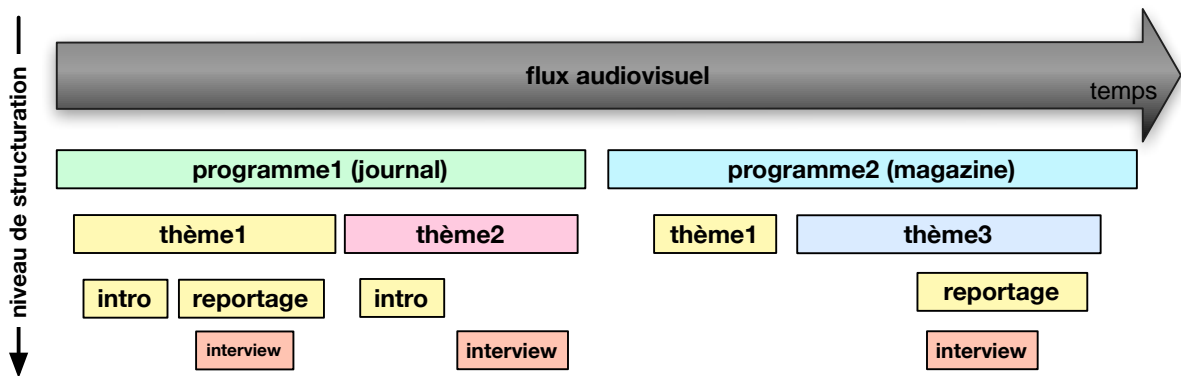 niveau de structuration
flux audiovisuel
temps
programme1 (journal)
programme2 (magazine)
thème1
thème2
thème1
thème3
intro
reportage
intro
reportage
interview
interview
interview